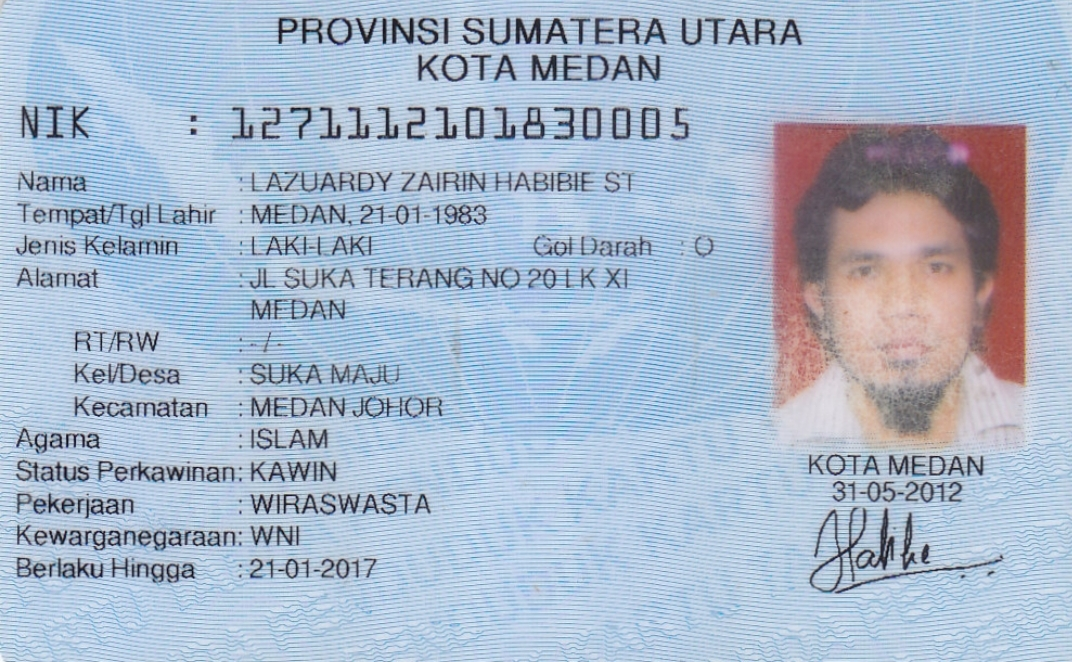 PROVINSI SUMATERA UTARA
KOTA MEDAN
NIK : 1271112101830005
Nama : LAZUARDY ZAIRIN HABIBIE ST
Tempat/Tgl Lahir : MEDAN, 21-01-1983
Jenis Kelamin : LAKI-LAKI Gol Darah : O
Alamat : JL SUKA TERANG NO 20 LK XI
MEDAN
RT/RW : - / -
Kel/Desa : SUKA MAJU
Kecamatan : MEDAN JOHOR
Agama : ISLAM
Status Perkawinan: KAWIN
Pekerjaan : WIRASWASTA
Kewarganegaraan: WNI
Berlaku Hingga : 21-01-2017
KOTA MEDAN
31-05-2012